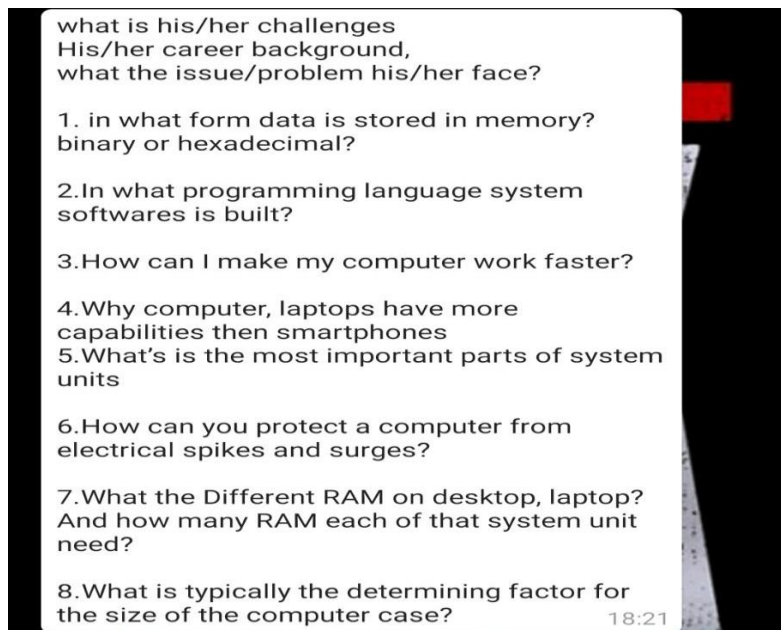 what is his/her challenges
His/her career background,
what the issue/problem his/her face?
1. in what form data is stored in memory?
binary or hexadecimal?
2.In what programming language system
softwares is built?
3.How can I make my computer work faster?
4.Why computer, laptops have more
capabilities then smartphones
5.What's is the most important parts of system
units
6.How can you protect a computer from
electrical spikes and surges?
7.What the Different RAM on desktop, laptop?
And how many RAM each of that system unit
need?
8.What is typically the determining factor for
the size of the computer case?
18:21